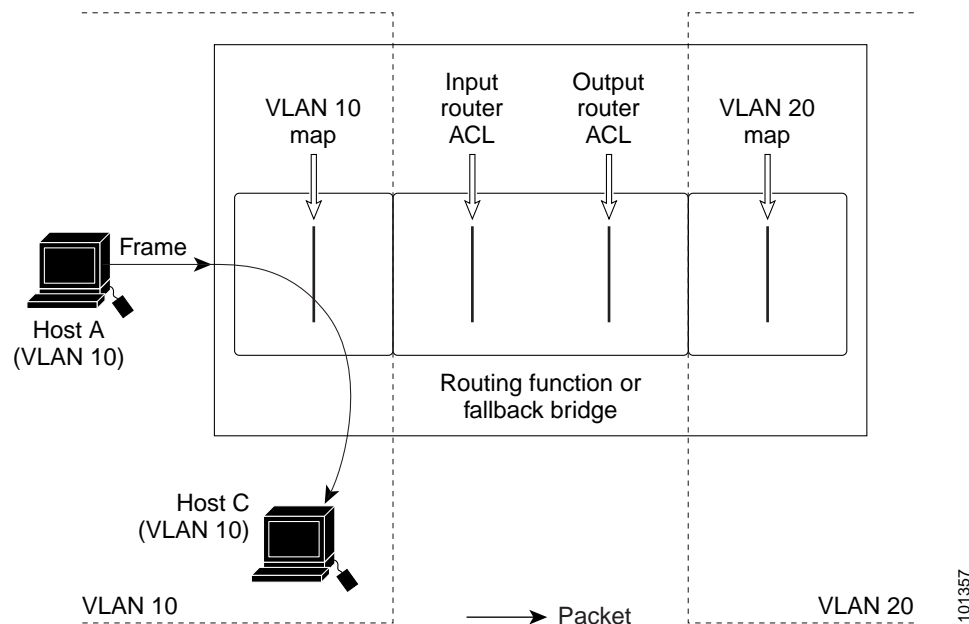 VLAN 10
map
Input
router
ACL
Output
router
ACL
VLAN 20
map
Frame
Host A
(VLAN 10)
Routing function or
fallback bridge
Host C
(VLAN 10)
VLAN 10
Packet
VLAN 20
101357